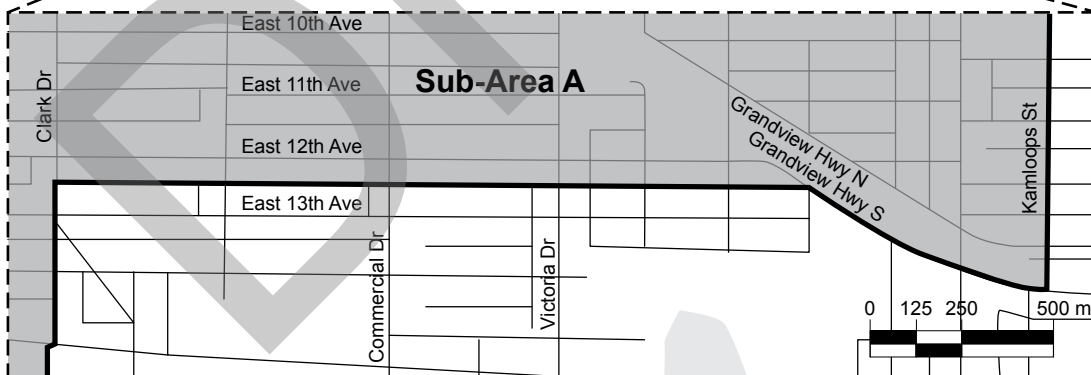 East 10th Ave
Sub-Area A
East 11th Ave
Clark Dr
Grandview Hwy N
Grandview Hwy S
Kamloops St
East 12th Ave
East 13th Ave
Commercial Dr
Victoria Dr
0 125 250 500 m